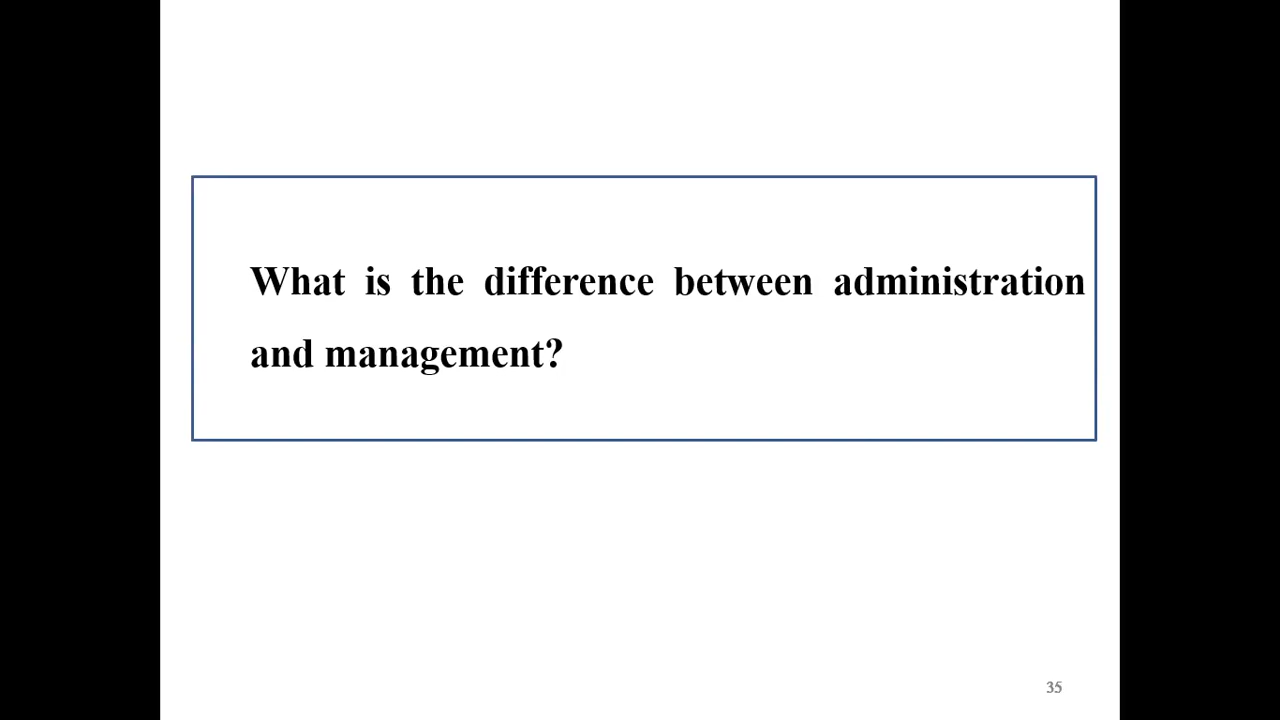 What is the difference between administration
and management?
35